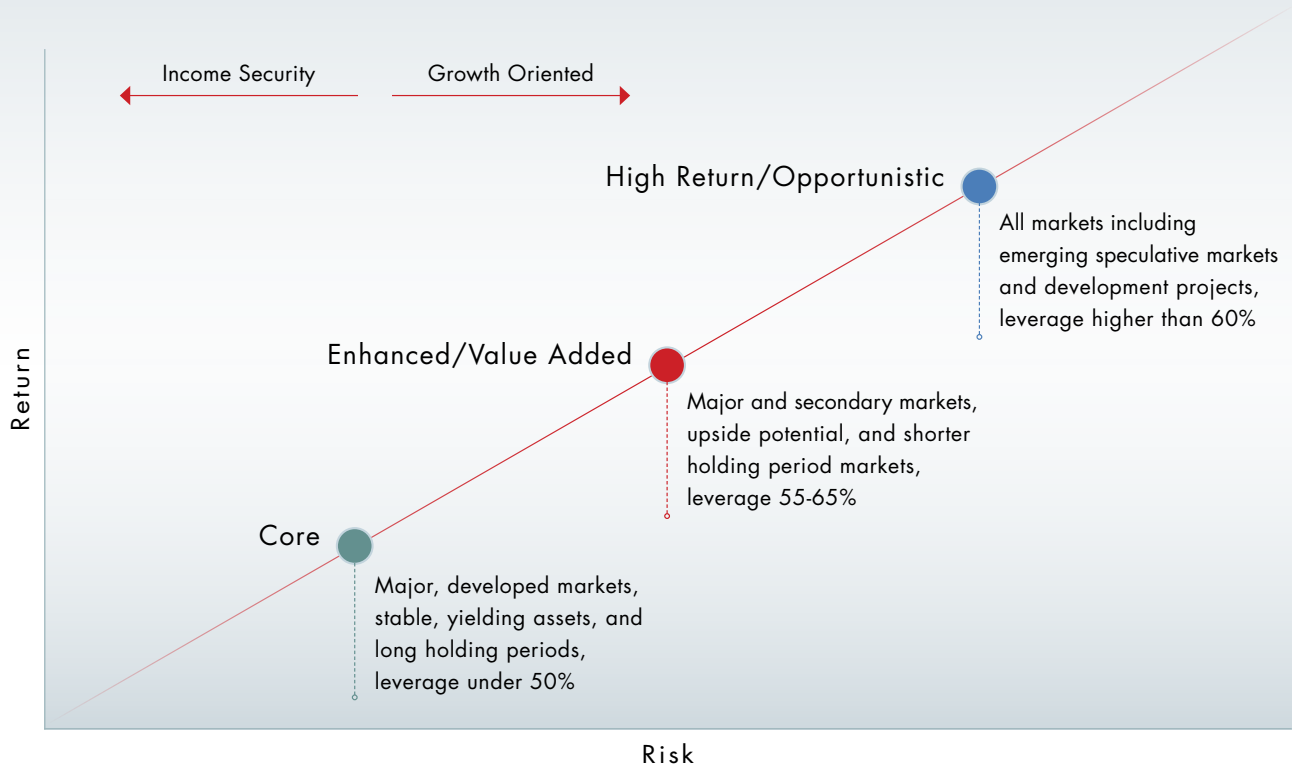 Income Security
Growth Oriented
High Return/Opportunistic
All markets including
emerging speculative markets
and development projects,
leverage higher than 60%
Enhanced/Value Added
Major and secondary markets,
upside potential, and shorter
holding period markets,
leverage 55-65%
Return
Core
Major, developed markets,
stable, yielding assets, and
long holding periods,
leverage under 50%
Risk